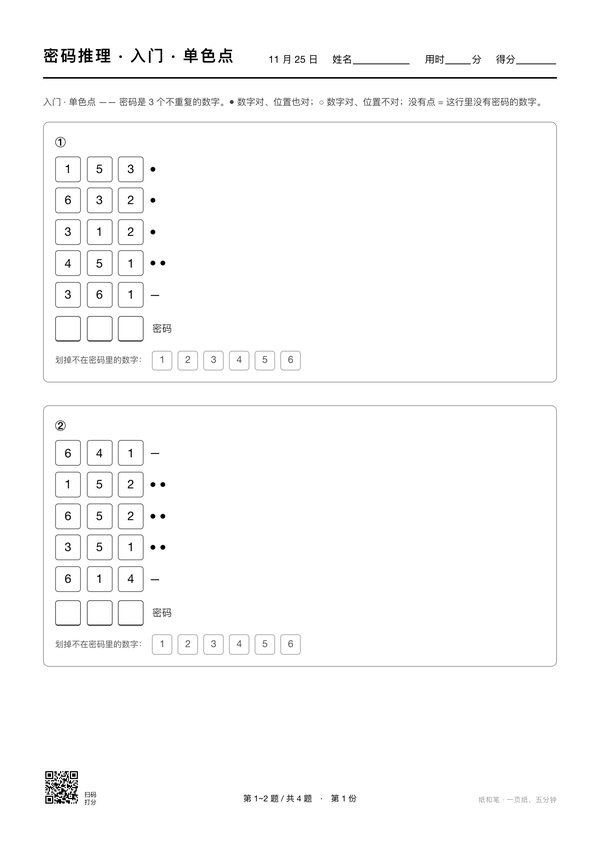 密码推理 · 入门 · 单色点 11 月 25 日 姓名 用时 分 得分
入门 · 单色点 —— 密码是 3 个不重复的数字。● 数字对、位置也对；○ 数字对、位置不对；没有点 = 这行里没有密码的数字。
①
1 5 3 ●
6 3 2 ●
3 1 2 ●
4 5 1 ● ●
3 6 1 —
密码
划掉不在密码里的数字： 1 2 3 4 5 6
②
6 4 1 —
1 5 2 ● ●
6 5 2 ● ●
3 5 1 ● ●
6 1 4 —
密码
划掉不在密码里的数字： 1 2 3 4 5 6
扫码
打分
第 1~2 题 / 共 4 题 · 第 1 份
纸和笔 · 一页纸，五分钟